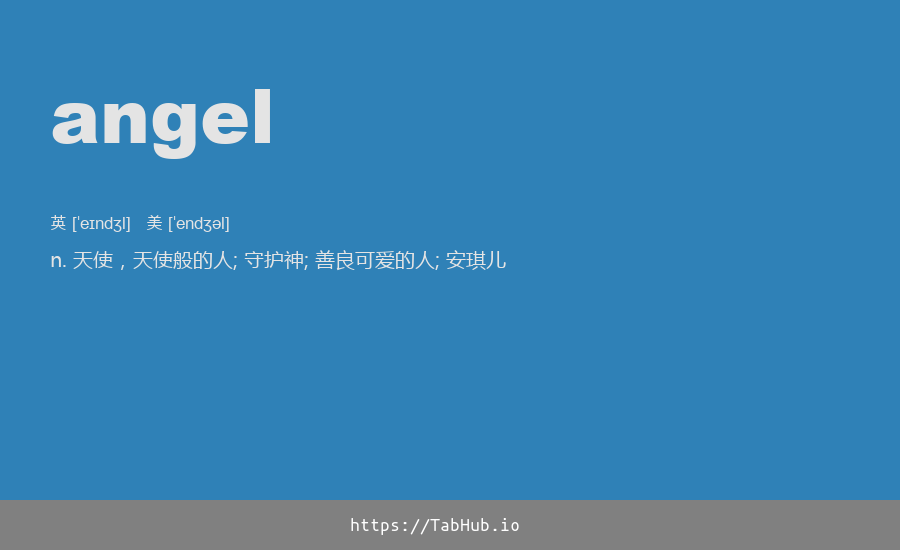 angel
英 [ˈeɪndʒl] 美 [ˈendʒəl]
n. 天使，天使般的人; 守护神; 善良可爱的人; 安琪儿
https://TabHub.io